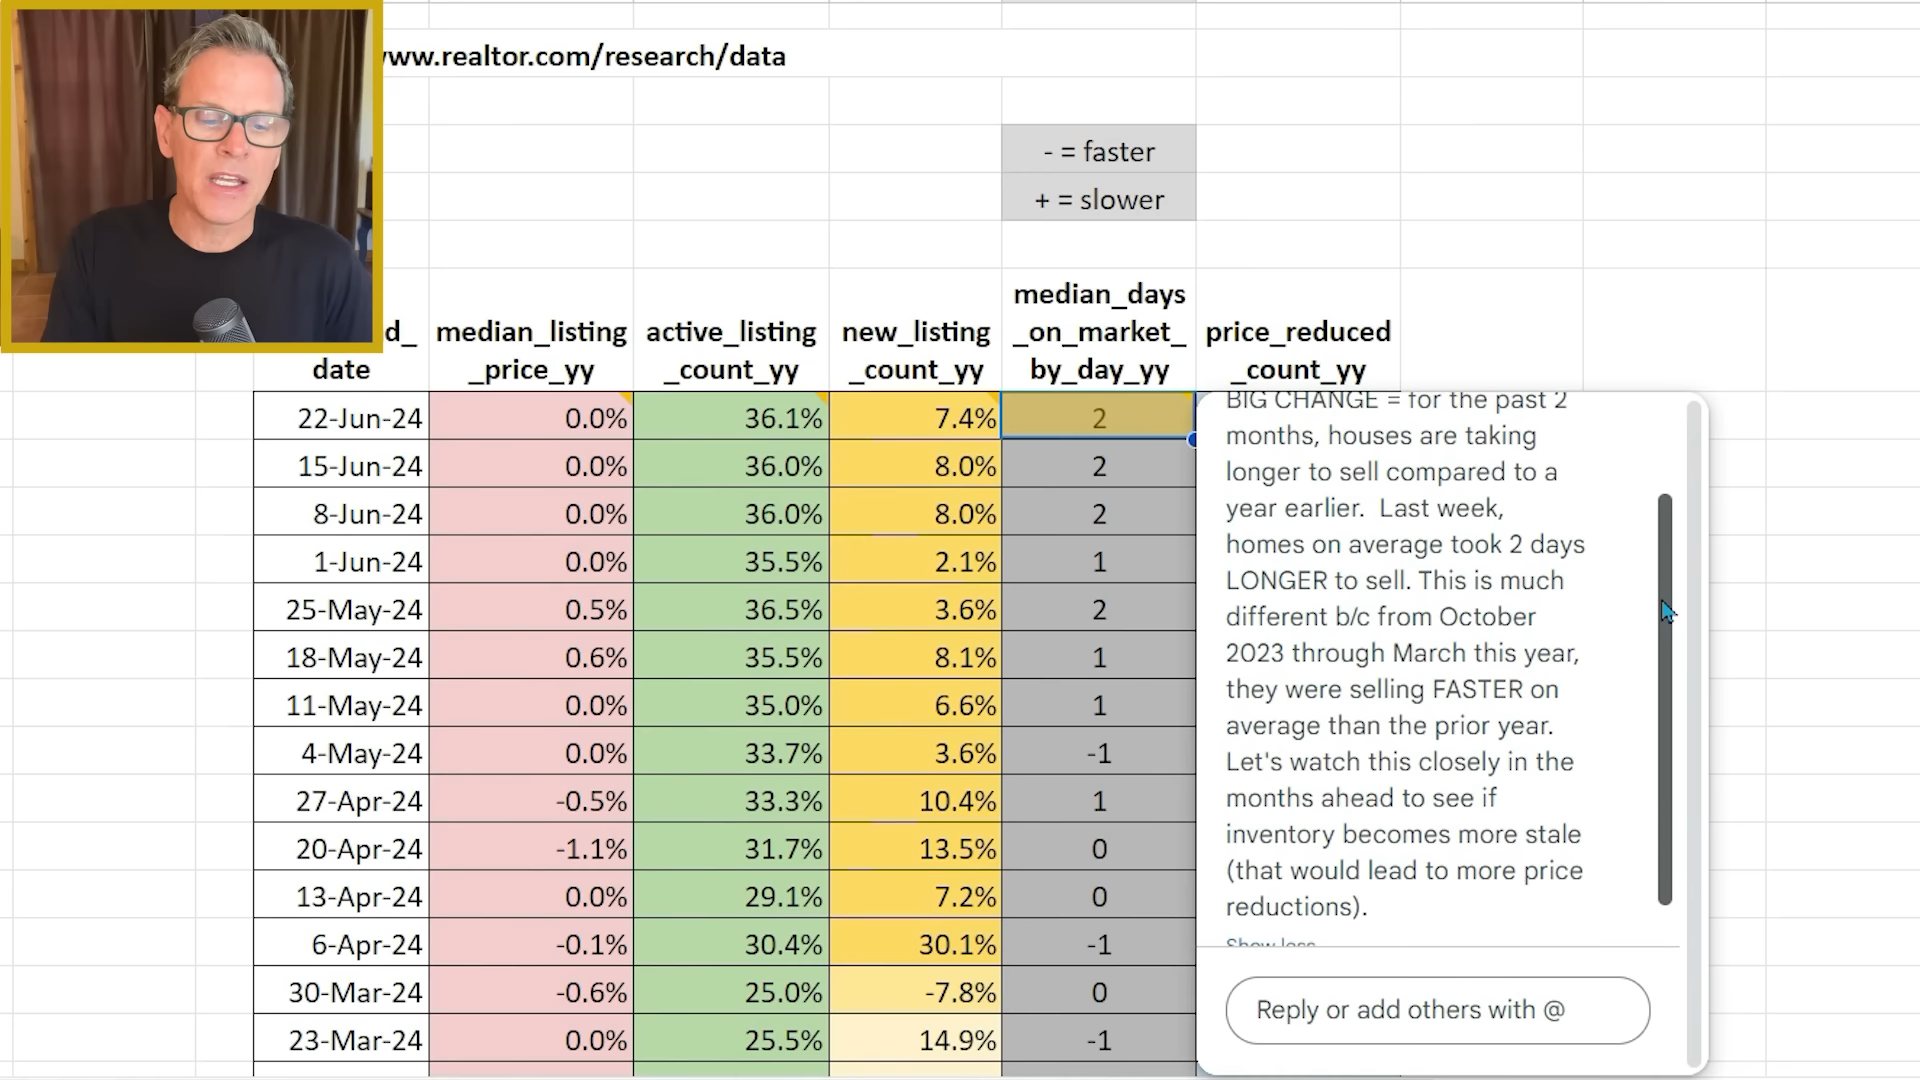 www.realtor.com/research/data
- = faster
+ = slower
d_
date
median_listing
_price_yy
active_listing
_count_yy
new_listing
_count_yy
median_days
_on_market_
by_day_yy
price_reduced
_count_yy
22-Jun-24 0.0% 36.1% 7.4% 2
15-Jun-24 0.0% 36.0% 8.0% 2
8-Jun-24 0.0% 36.0% 8.0% 2
1-Jun-24 0.0% 35.5% 2.1% 1
25-May-24 0.5% 36.5% 3.6% 2
18-May-24 0.6% 35.5% 8.1% 1
11-May-24 0.0% 35.0% 6.6% 1
4-May-24 0.0% 33.7% 3.6% -1
27-Apr-24 -0.5% 33.3% 10.4% 1
20-Apr-24 -1.1% 31.7% 13.5% 0
13-Apr-24 0.0% 29.1% 7.2% 0
6-Apr-24 -0.1% 30.4% 30.1% -1
30-Mar-24 -0.6% 25.0% -7.8% 0
23-Mar-24 0.0% 25.5% 14.9% -1
BIG CHANGE = for the past 2
months, houses are taking
longer to sell compared to a
year earlier. Last week,
homes on average took 2 days
LONGER to sell. This is much
different b/c from October
2023 through March this year,
they were selling FASTER on
average than the prior year.
Let's watch this closely in the
months ahead to see if
inventory becomes more stale
(that would lead to more price
reductions).
Show less
Reply or add others with @